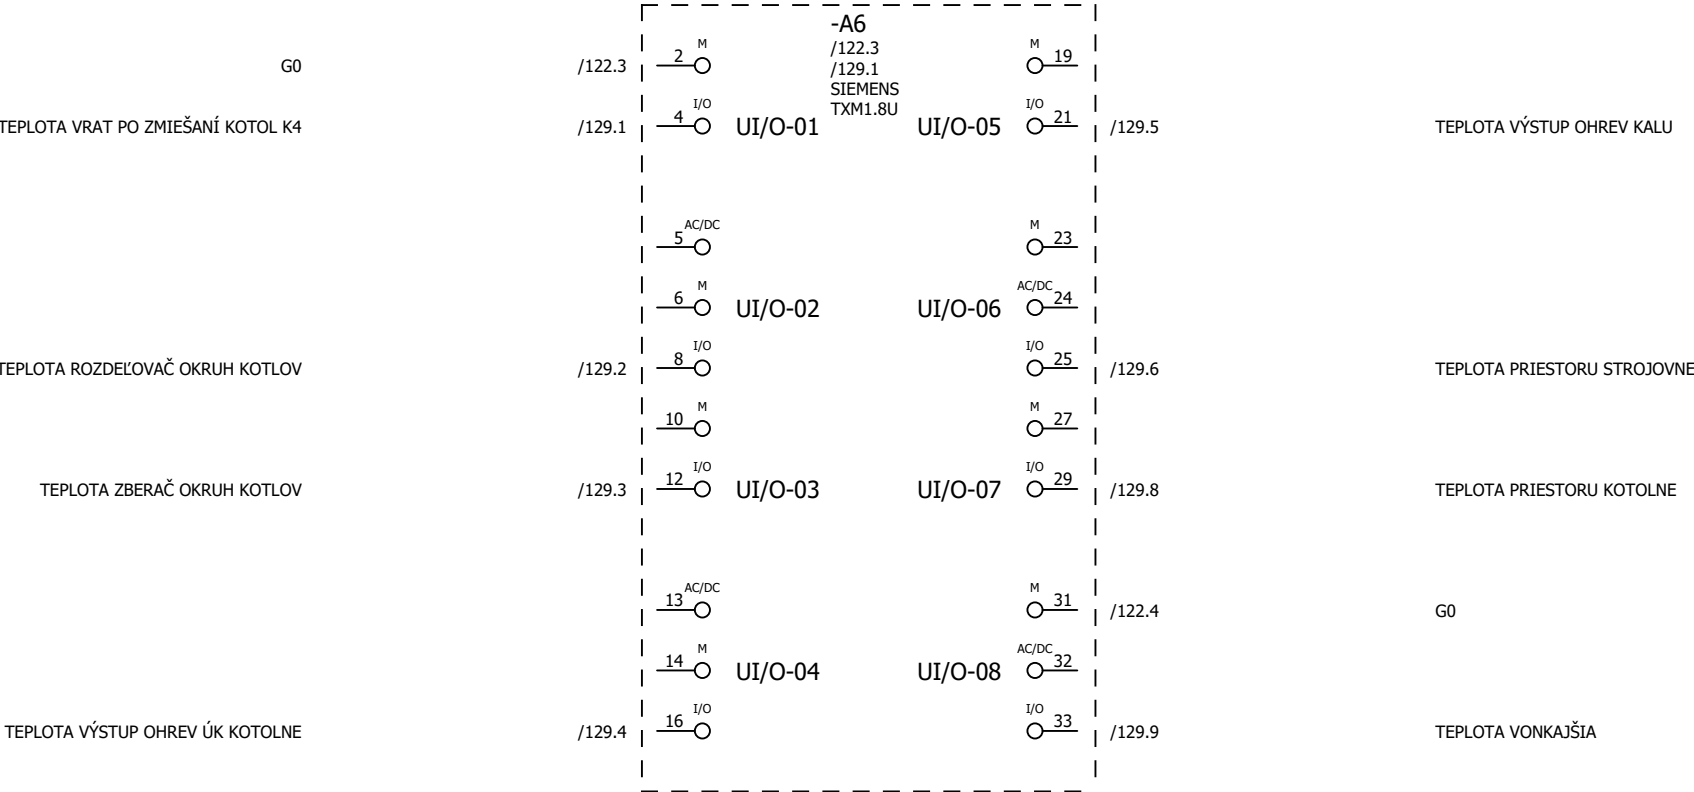 -A6
/122.3
/129.1
SIEMENS
TXM1.8U
G0 /122.3 2 M M 19
TEPLOTA VRAT PO ZMIEŠANÍ KOTOL K4 /129.1 4 I/O UI/O-01 UI/O-05 I/O 21 /129.5 TEPLOTA VÝSTUP OHREV KALU
5 AC/DC M 23
6 M UI/O-02 UI/O-06 AC/DC 24
TEPLOTA ROZDEĽOVAČ OKRUH KOTLOV /129.2 8 I/O I/O 25 /129.6 TEPLOTA PRIESTORU STROJOVNE
10 M M 27
TEPLOTA ZBERAČ OKRUH KOTLOV /129.3 12 I/O UI/O-03 UI/O-07 I/O 29 /129.8 TEPLOTA PRIESTORU KOTOLNE
13 AC/DC M 31 /122.4 G0
14 M UI/O-04 UI/O-08 AC/DC 32
TEPLOTA VÝSTUP OHREV ÚK KOTOLNE /129.4 16 I/O I/O 33 /129.9 TEPLOTA VONKAJŠIA